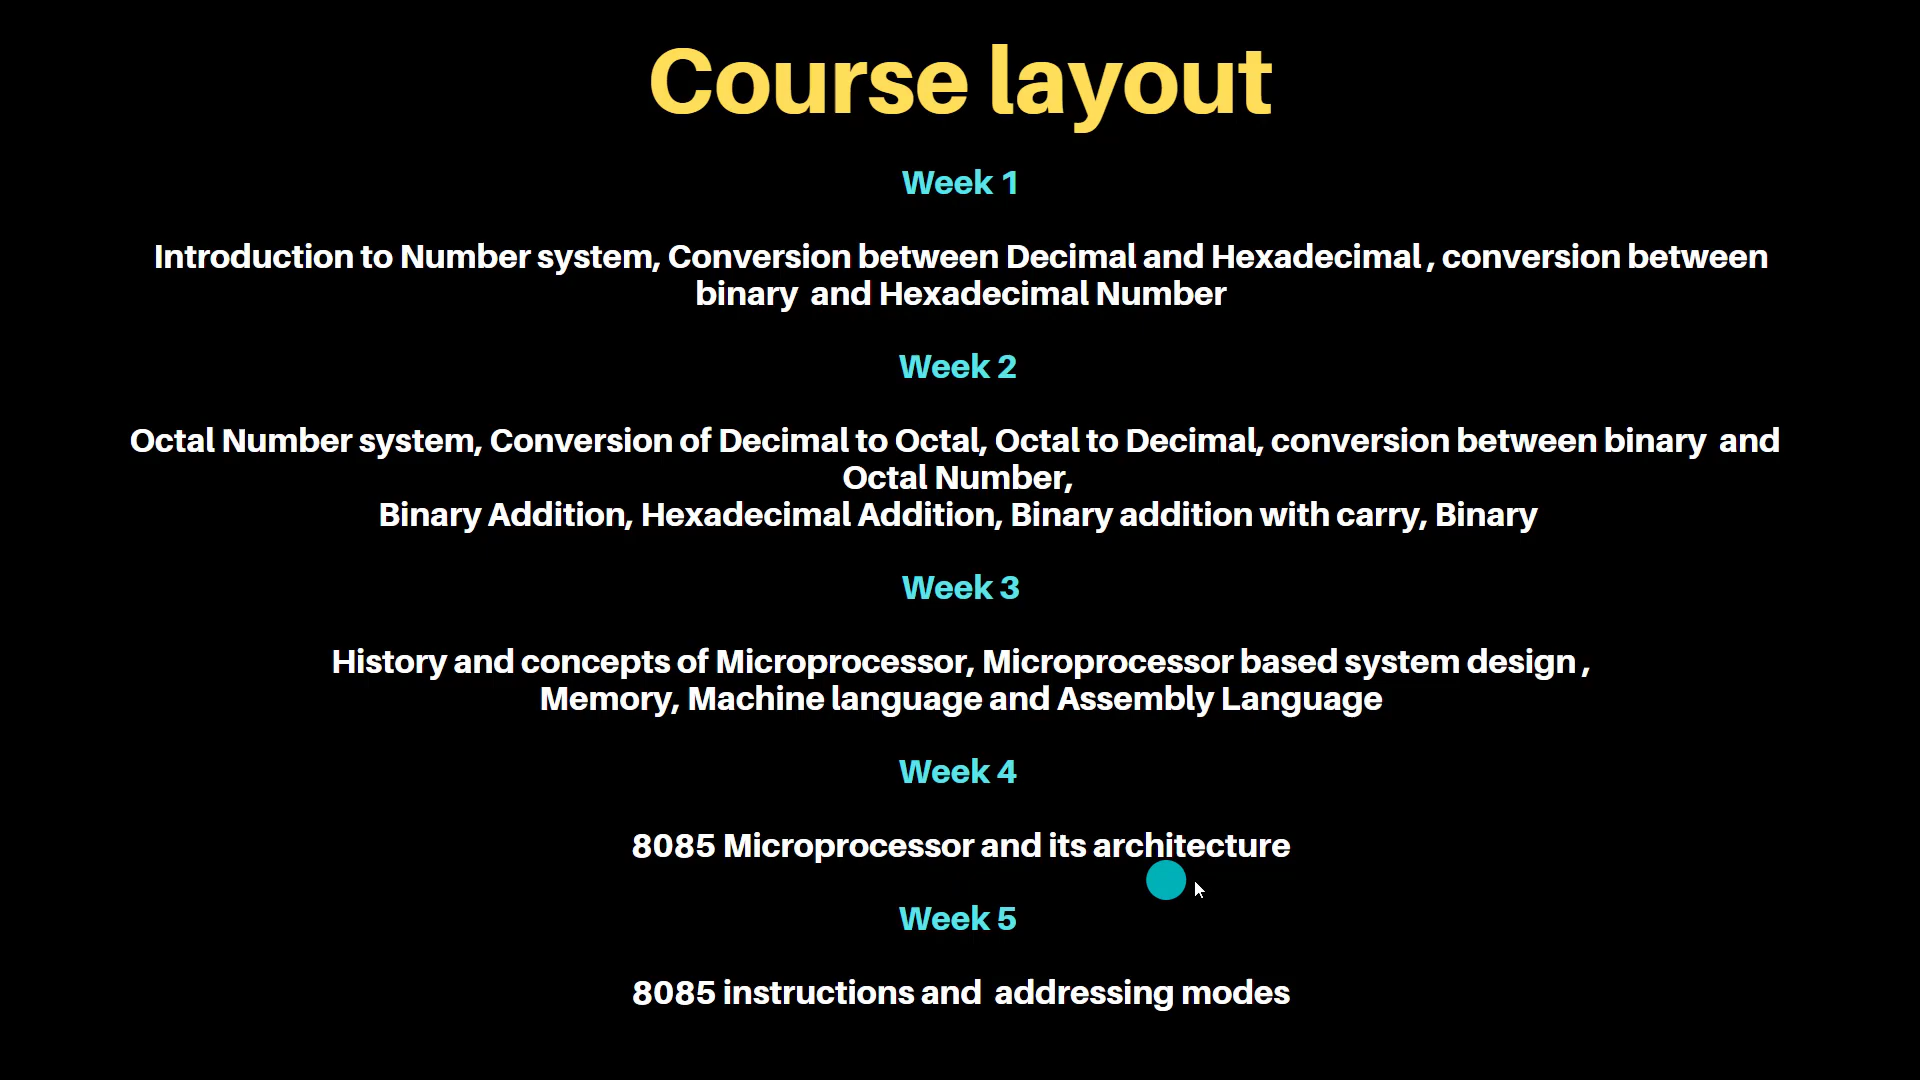 Course layout
Week 1
Introduction to Number system, Conversion between Decimal and Hexadecimal , conversion between
binary  and Hexadecimal Number
Week 2
Octal Number system, Conversion of Decimal to Octal, Octal to Decimal, conversion between binary  and
Octal Number,
Binary Addition, Hexadecimal Addition, Binary addition with carry, Binary
Week 3
History and concepts of Microprocessor, Microprocessor based system design ,
Memory, Machine language and Assembly Language
Week 4
8085 Microprocessor and its architecture
Week 5
8085 instructions and  addressing modes